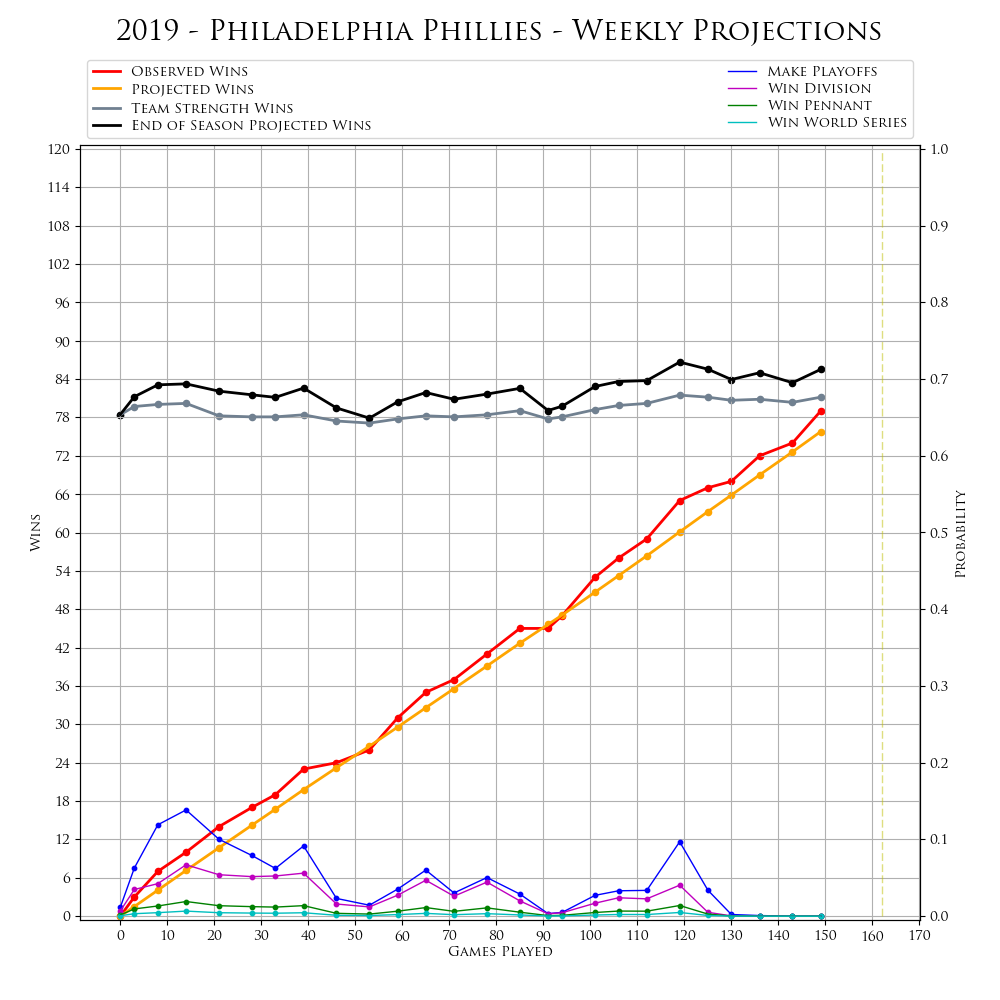 2019 - Philadelphia Phillies - Weekly Projections
Observed Wins
Projected Wins
Team Strength Wins
End of Season Projected Wins
Make Playoffs
Win Division
Win Pennant
Win World Series
120
114
108
102
96
90
84
78
72
66
60
54
48
42
36
30
24
18
12
6
0
Wins
1.0
0.9
0.8
0.7
0.6
0.5
0.4
0.3
0.2
0.1
0.0
Probability
0 10 20 30 40 50 60 70 80 90 100 110 120 130 140 150 160 170
Games Played